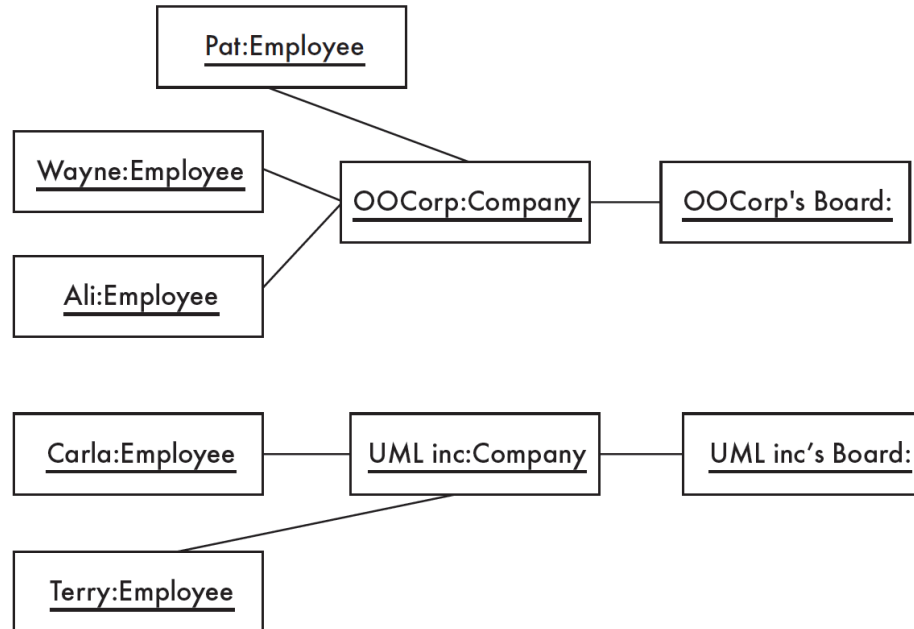 Pat:Employee
Wayne:Employee
OOCorp:Company
OOCorp's Board:
Ali:Employee
Carla:Employee
UML inc:Company
UML inc’s Board:
Terry:Employee